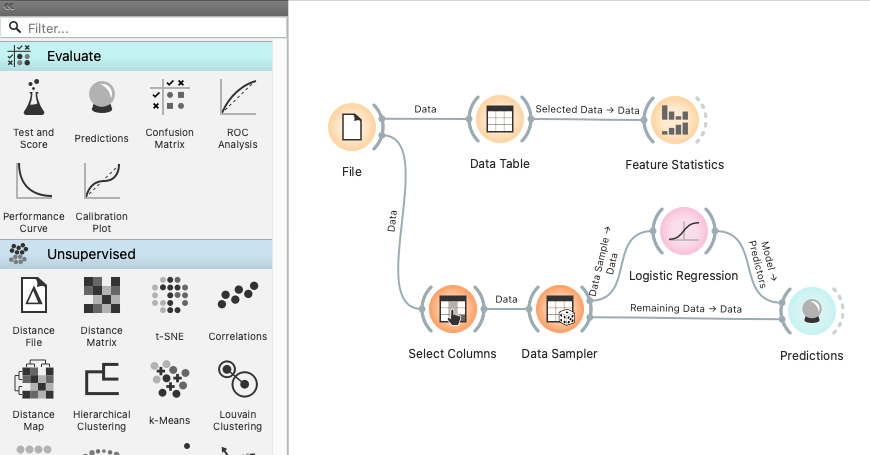 Filter...
Evaluate
Test and
Score
Predictions
Confusion
Matrix
ROC
Analysis
Performance
Curve
Calibration
Plot
Unsupervised
Distance
File
Distance
Matrix
t-SNE
Correlations
Distance
Map
Hierarchical
Clustering
k-Means
Louvain
Clustering
File
Data
Data Table
Selected Data → Data
Feature Statistics
Data
Select Columns
Data
Data Sampler
Data Sample →
Data
Logistic Regression
Model →
Predictors
Remaining Data → Data
Predictions